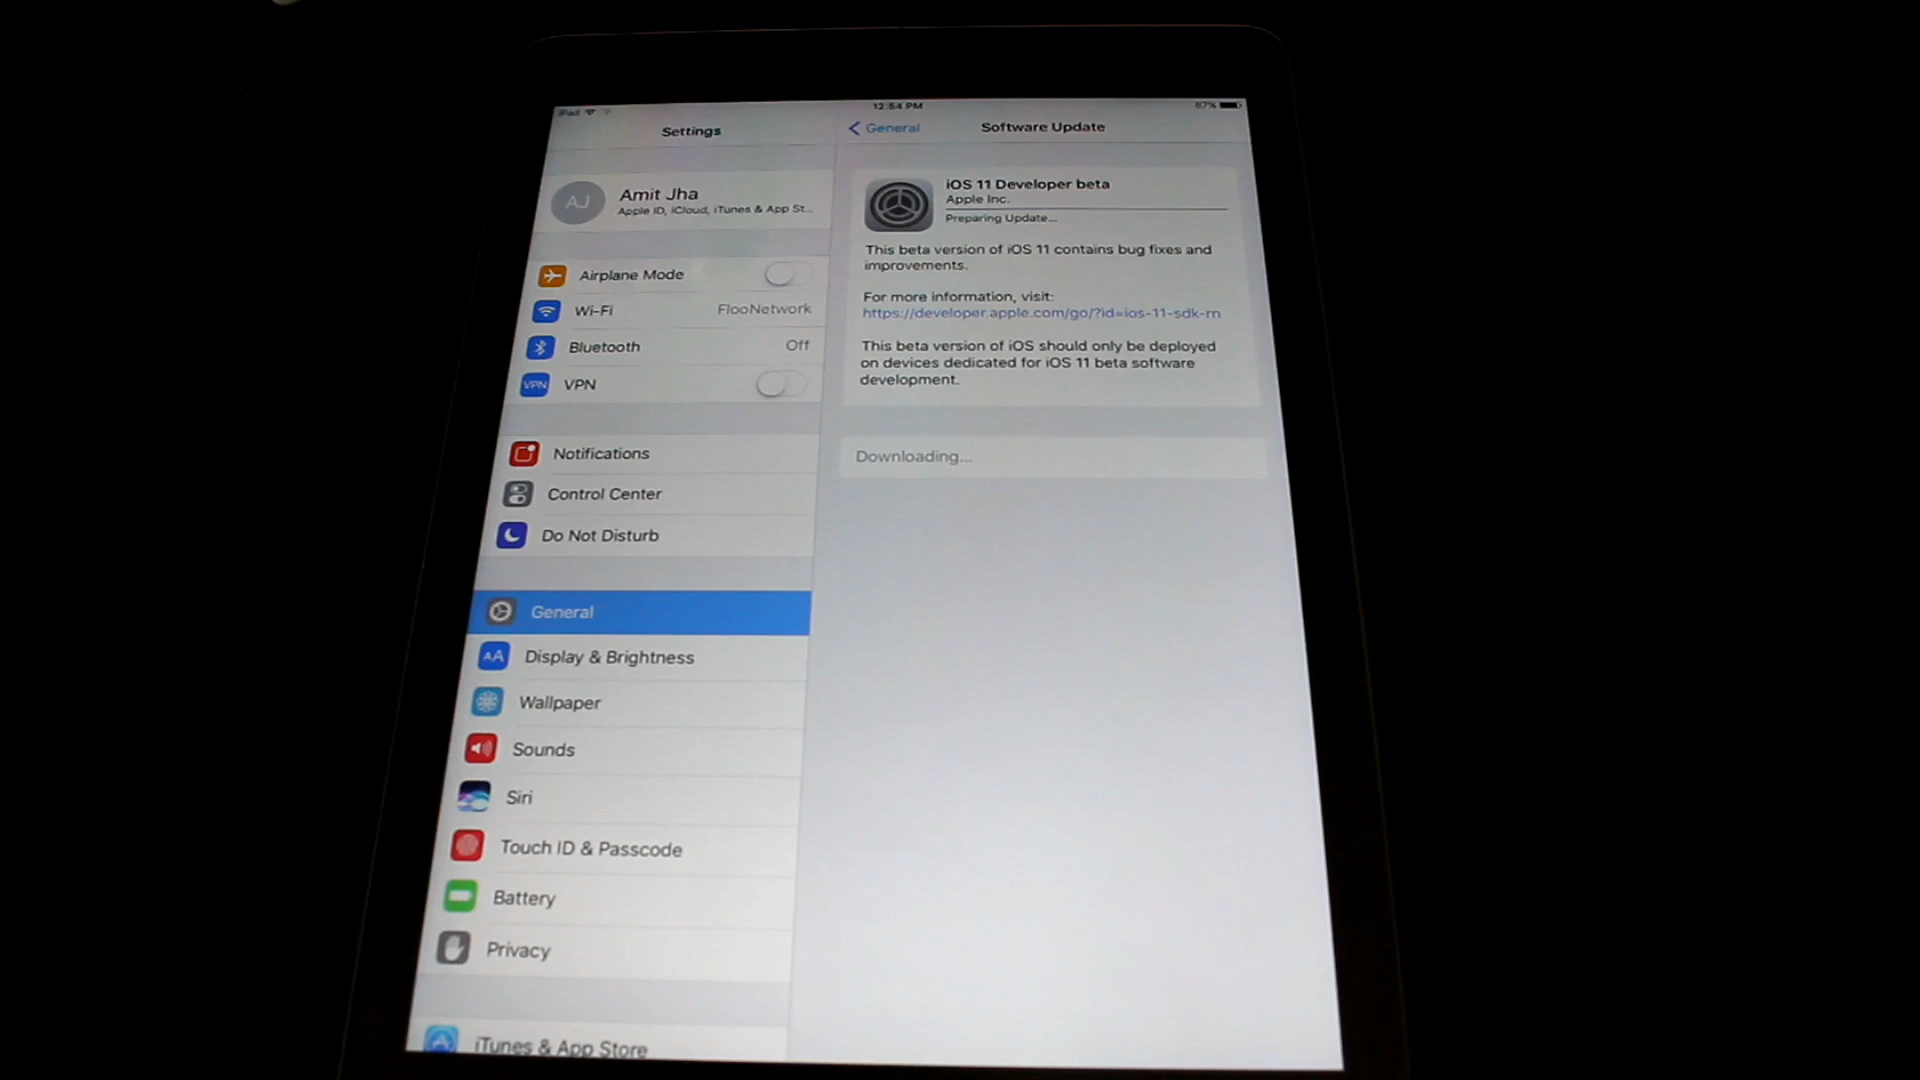 iPad
12:54 PM
87%
Settings
General
Software Update
AJ
Amit Jha
Apple ID, iCloud, iTunes & App St...
Airplane Mode
Wi-Fi
FlooNetwork
Bluetooth
Off
VPN
VPN
Notifications
Control Center
Do Not Disturb
General
AA
Display & Brightness
Wallpaper
Sounds
Siri
Touch ID & Passcode
Battery
Privacy
iTunes & App Store
iOS 11 Developer beta
Apple Inc.
Preparing Update...
This beta version of iOS 11 contains bug fixes and
improvements.
For more information, visit:
https://developer.apple.com/go/?id=ios-11-sdk-rn
This beta version of iOS should only be deployed
on devices dedicated for iOS 11 beta software
development.
Downloading...